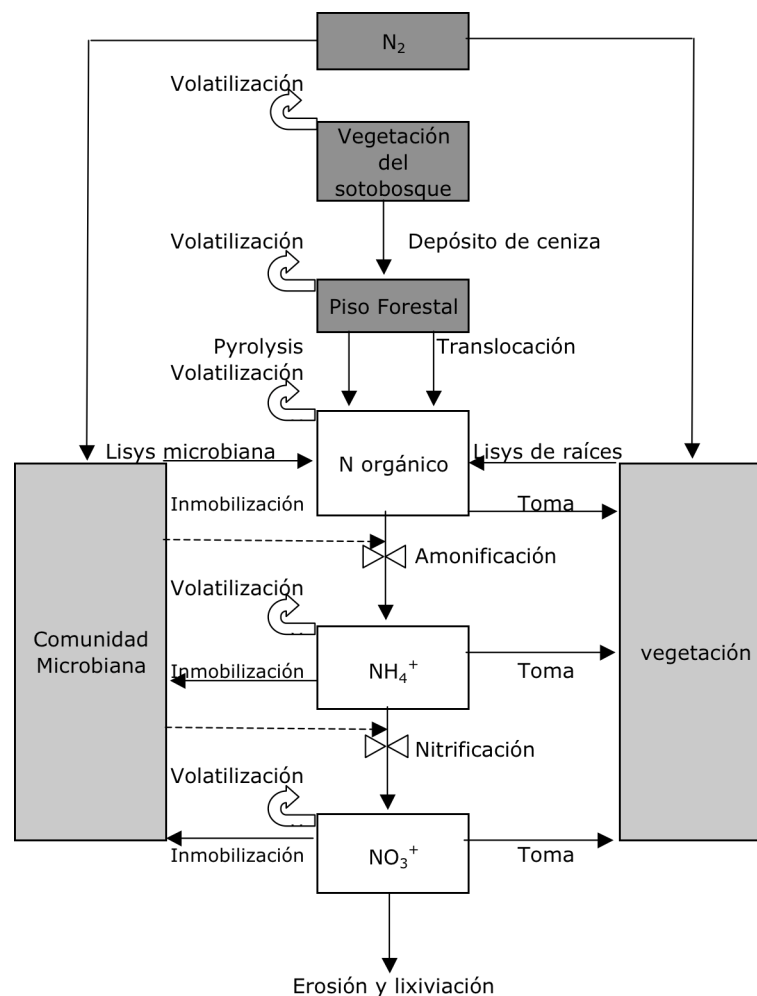 N₂
Volatilización
Vegetación
del
sotobosque
Volatilización
Depósito de ceniza
Piso Forestal
Pyrolysis
Translocación
Volatilización
Lisys microbiana
Lisys de raíces
N orgánico
Inmobilización
Toma
Amonificación
Volatilización
Comunidad
Microbiana
vegetación
Inmobilización
NH₄⁺
Toma
Nitrificación
Volatilización
Inmobilización
NO₃⁺
Toma
Erosión y lixiviación